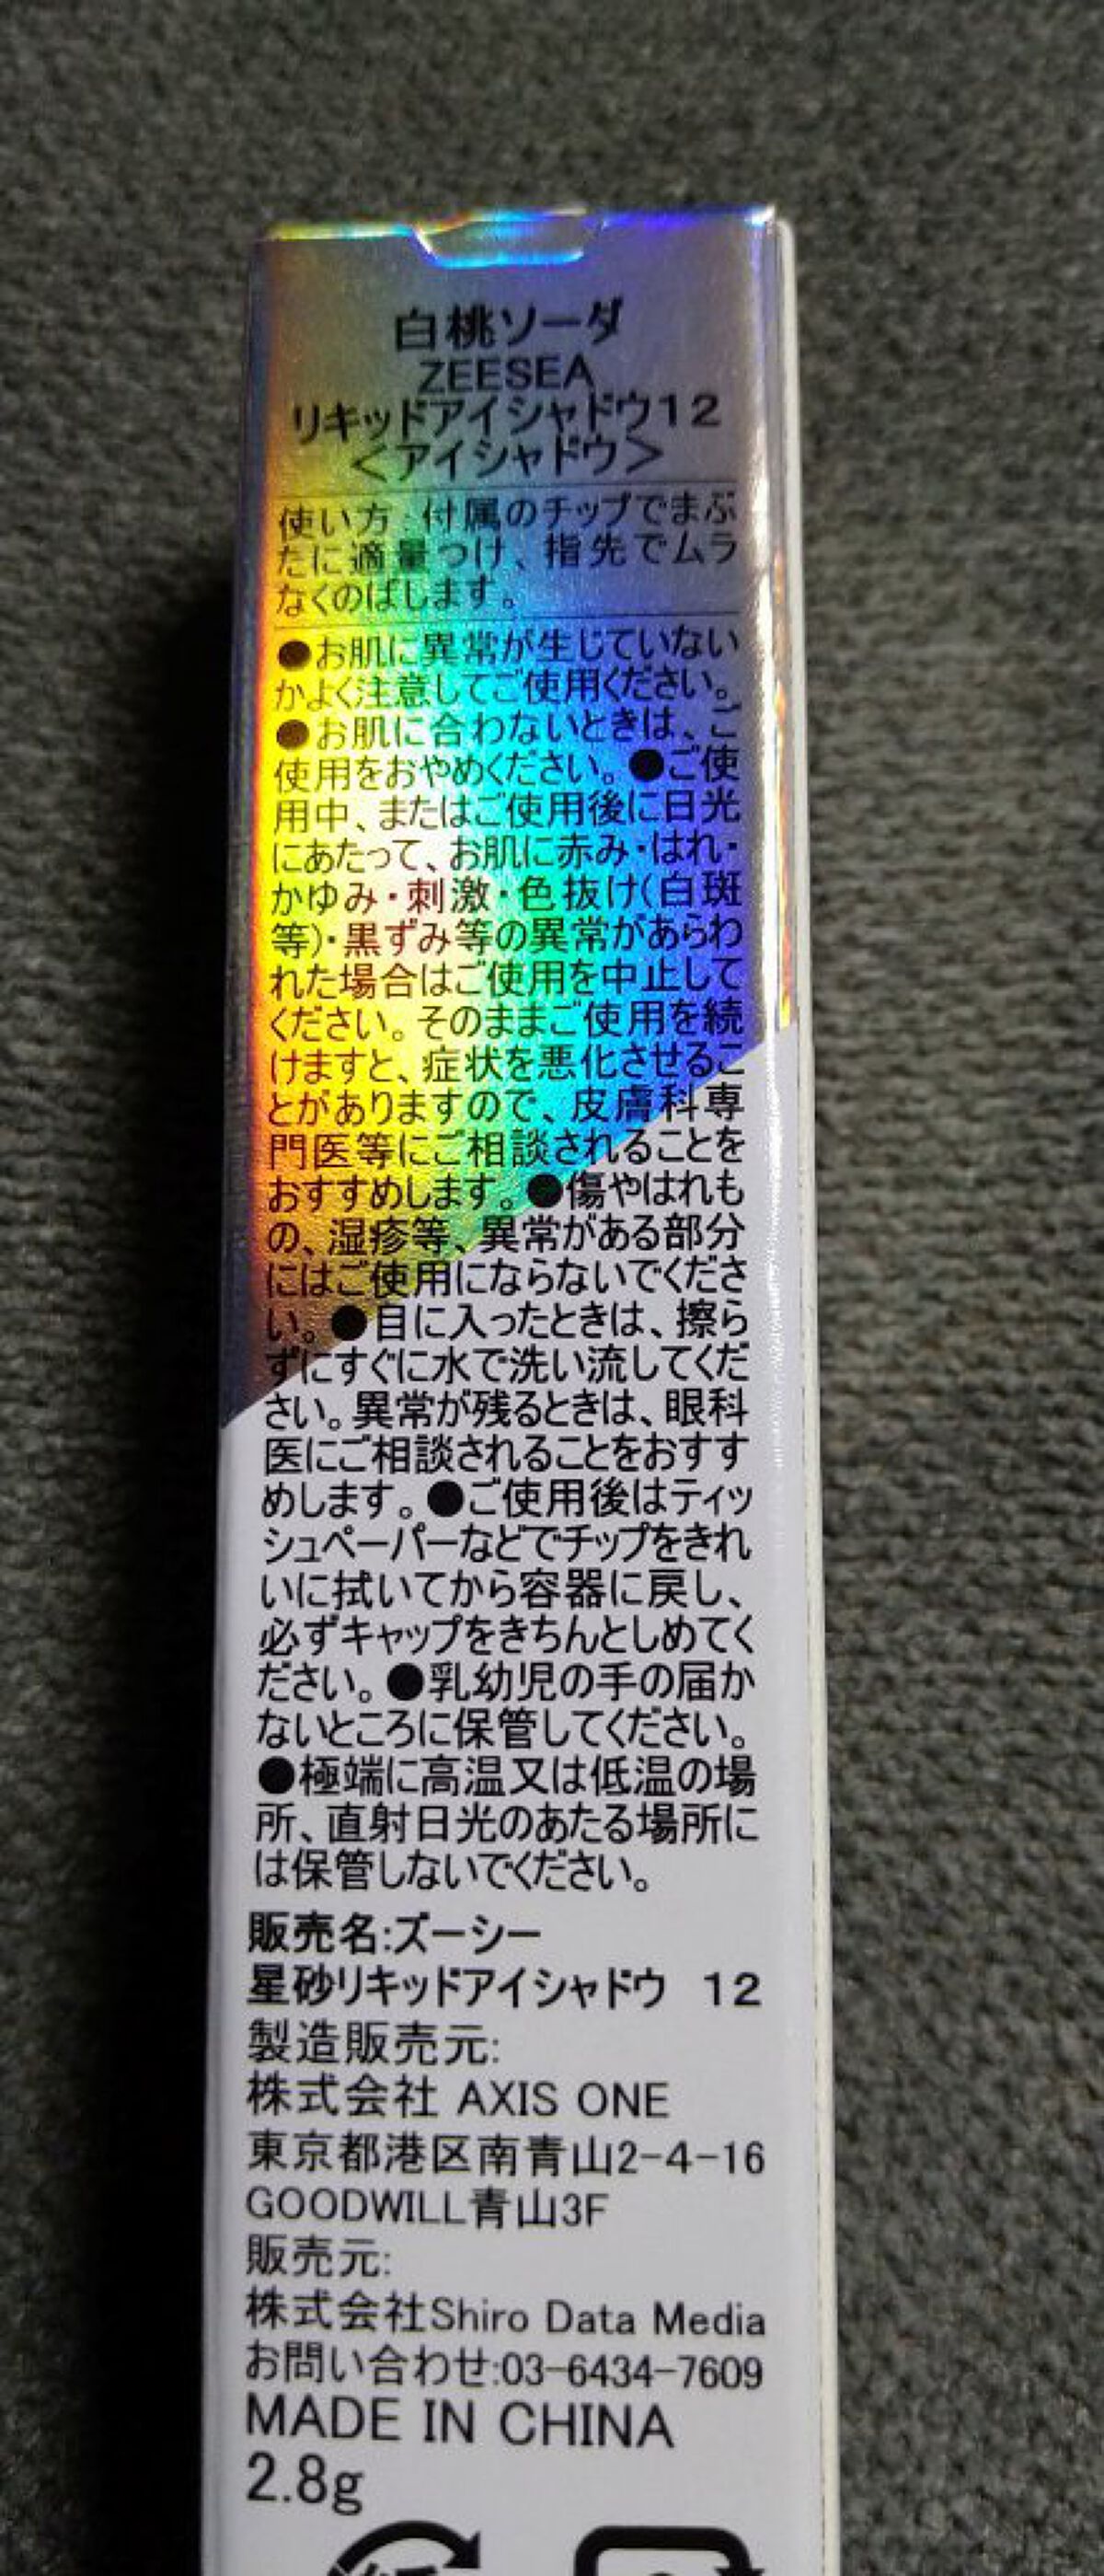 白桃ソーダ
ZEESEA
リキッドアイシャドウ12
＜アイシャドウ＞
使い方:付属のチップでまぶ
たに適量つけ、指先でムラ
なくのばします。
●お肌に異常が生じていない
かよく注意してご使用ください。
●お肌に合わないときは、ご
使用をおやめください。●ご使
用中、またはご使用後に日光
にあたって、お肌に赤み・はれ・
かゆみ・刺激・色抜け(白斑
等)・黒ずみ等の異常があらわ
れた場合はご使用を中止して
ください。そのままご使用を続
けますと、症状を悪化させるこ
とがありますので、皮膚科専
門医等にご相談されることを
おすすめします。●傷やはれも
の、湿疹等、異常がある部分
にはご使用にならないでくださ
い。●目に入ったときは、擦ら
ずにすぐに水で洗い流してくだ
さい。異常が残るときは、眼科
医にご相談されることをおすす
めします。●ご使用後はティッ
シュペーパーなどでチップをきれ
いに拭いてから容器に戻し、
必ずキャップをきちんとしめてく
ださい。●乳幼児の手の届か
ないところに保管してください。
●極端に高温又は低温の場
所、直射日光のあたる場所に
は保管しないでください。
販売名:ズーシー
星砂リキッドアイシャドウ 12
製造販売元:
株式会社 AXIS ONE
東京都港区南青山2-4-16
GOODWILL青山3F
販売元:
株式会社Shiro Data Media
お問い合わせ:03-6434-7609
MADE IN CHINA
2.8g